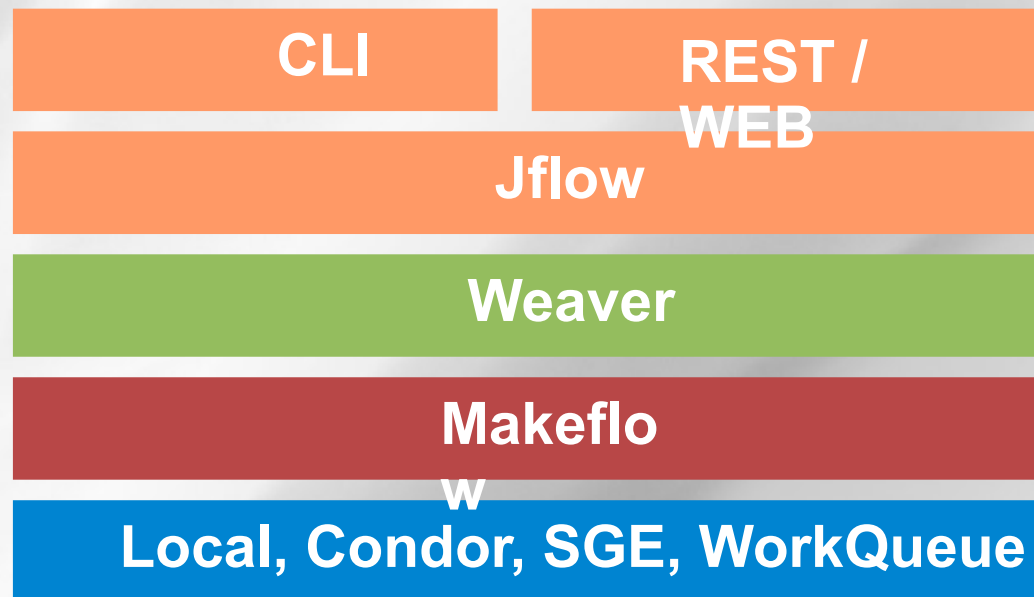 CLI
REST /
WEB
Jflow
Weaver
Makeflo
w
Local, Condor, SGE, WorkQueue